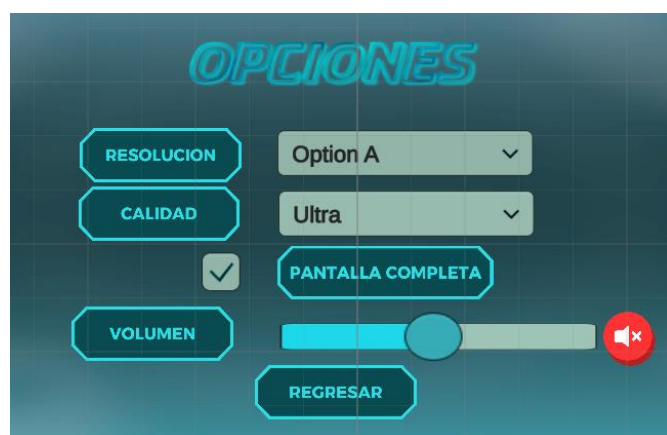 OPCIONES
RESOLUCION
Option A
CALIDAD
Ultra
PANTALLA COMPLETA
VOLUMEN
REGRESAR